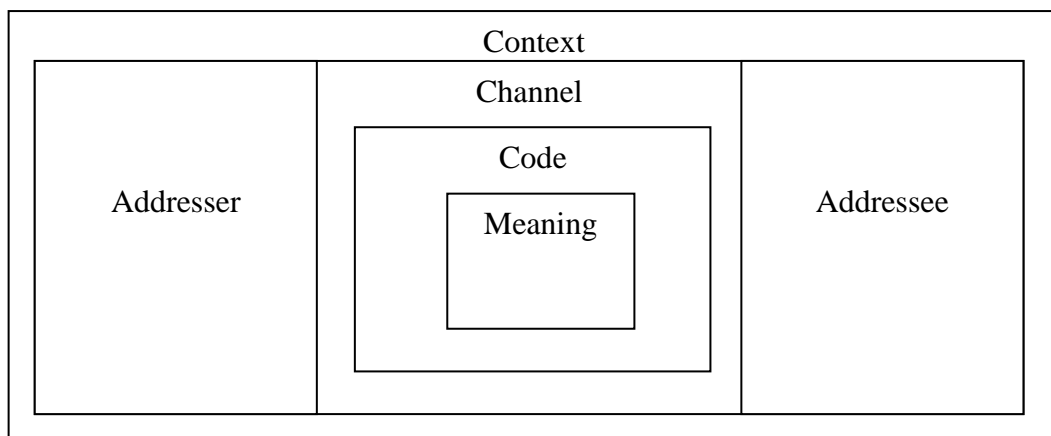 Context
Channel
Code
Addresser
Addressee
Meaning